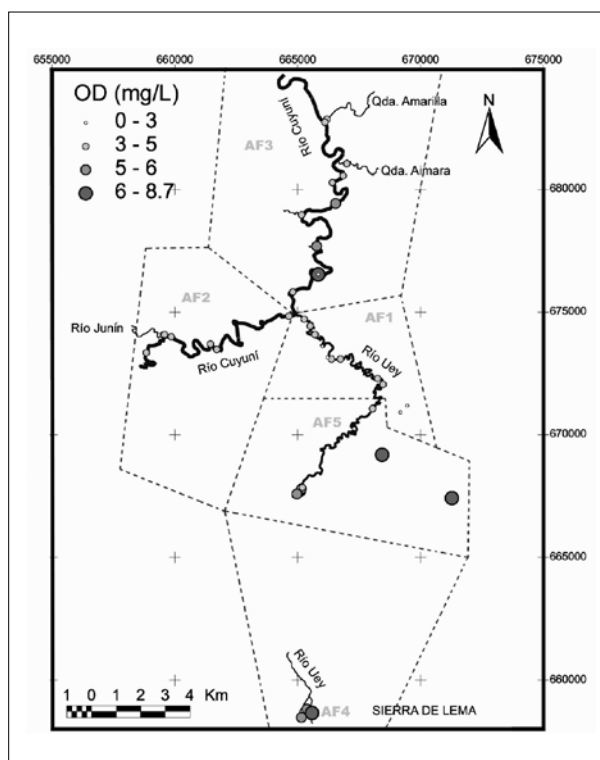 655000 660000 665000 670000 675000
OD (mg/L)
0 - 3
3 - 5
5 - 6
6 - 8.7
Río Cuyuní
Qda. Amarilla
N
AF3
Qda. Aimara
680000
AF2
AF1
675000
Río Junín
Río Cuyuní
Río Uey
AF5
670000
665000
Río Uey
660000
1 0 1 2 3 4 Km
AF4
SIERRA DE LEMA